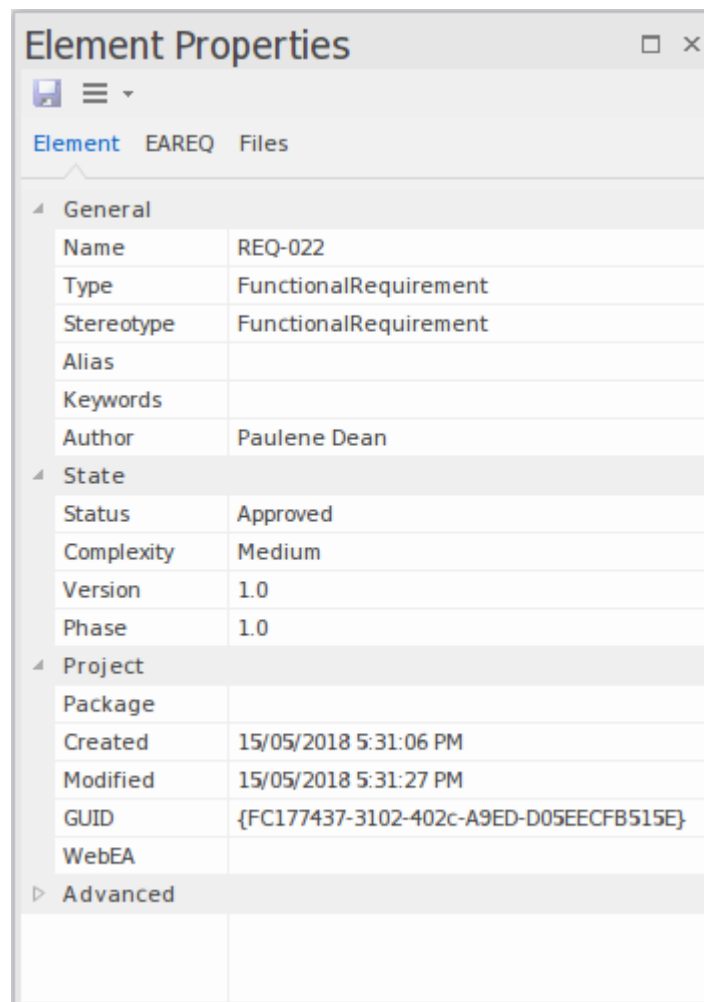 Element Properties
Element EAREQ Files
General
Name REQ-022
Type FunctionalRequirement
Stereotype FunctionalRequirement
Alias
Keywords
Author Paulene Dean
State
Status Approved
Complexity Medium
Version 1.0
Phase 1.0
Project
Package
Created 15/05/2018 5:31:06 PM
Modified 15/05/2018 5:31:27 PM
GUID {FC177437-3102-402c-A9ED-D05EECFB515E}
WebEA
Advanced